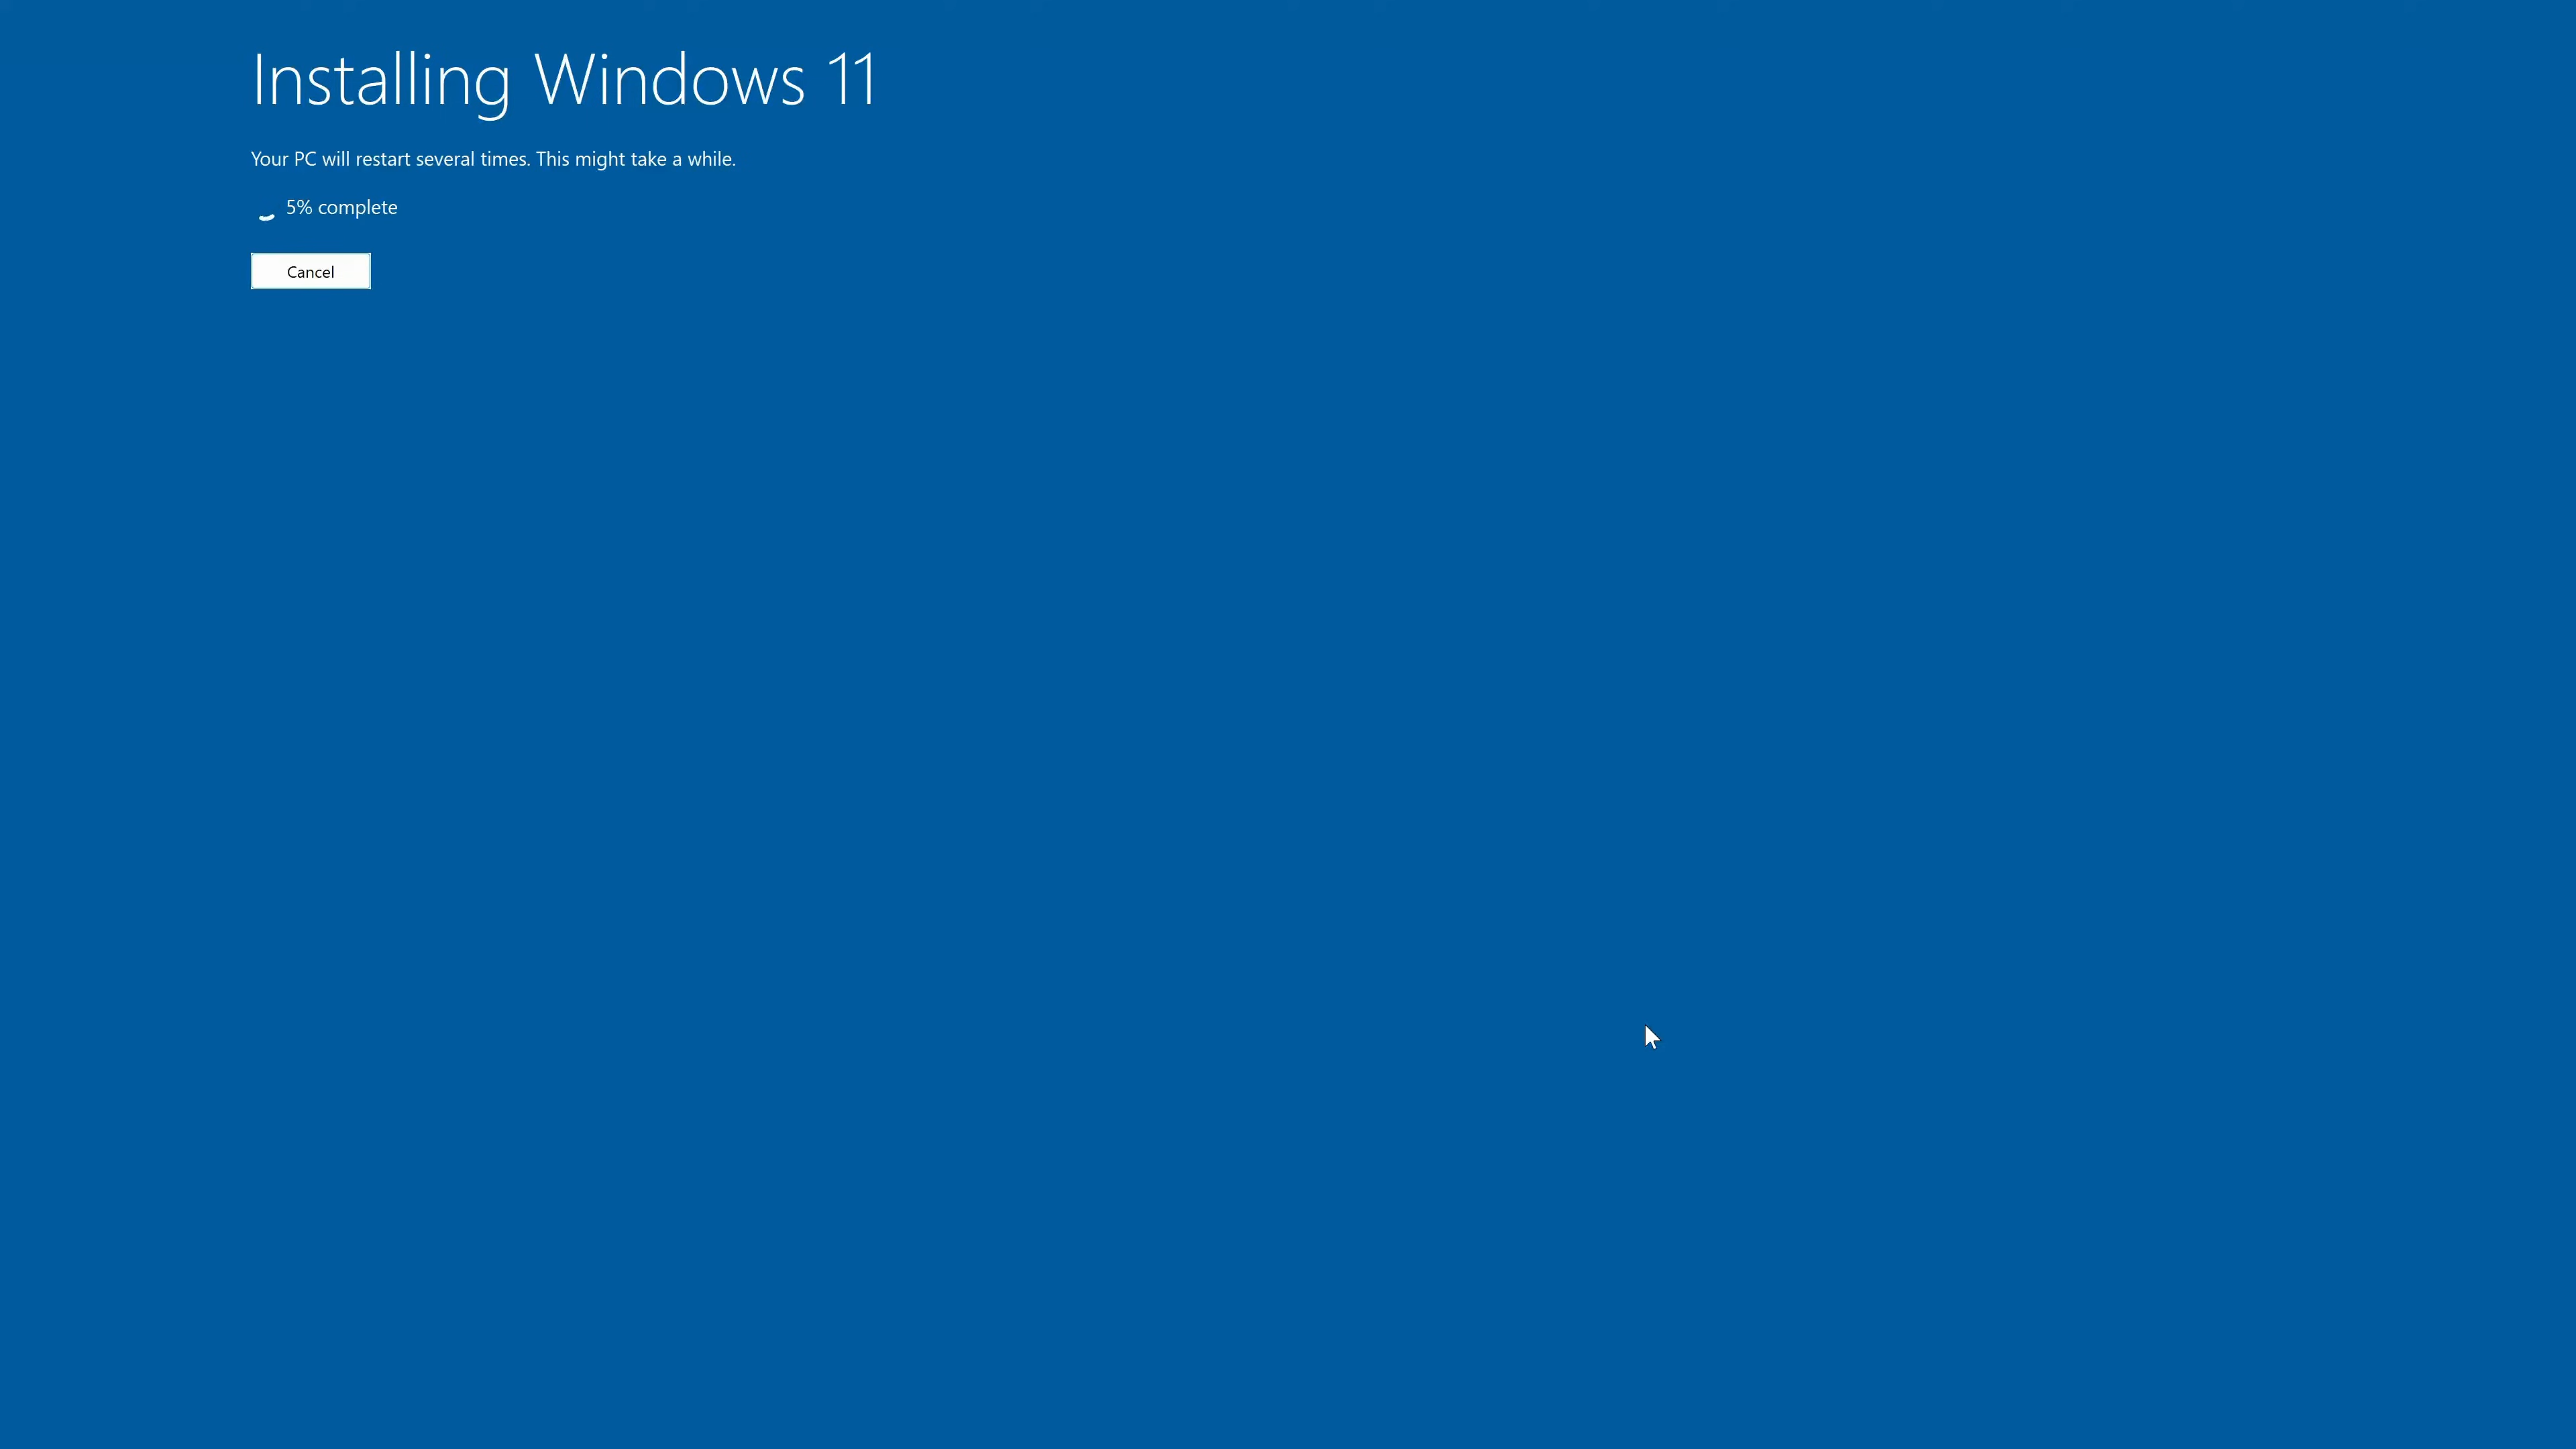 Installing Windows 11
Your PC will restart several times. This might take a while.
5% complete
Cancel